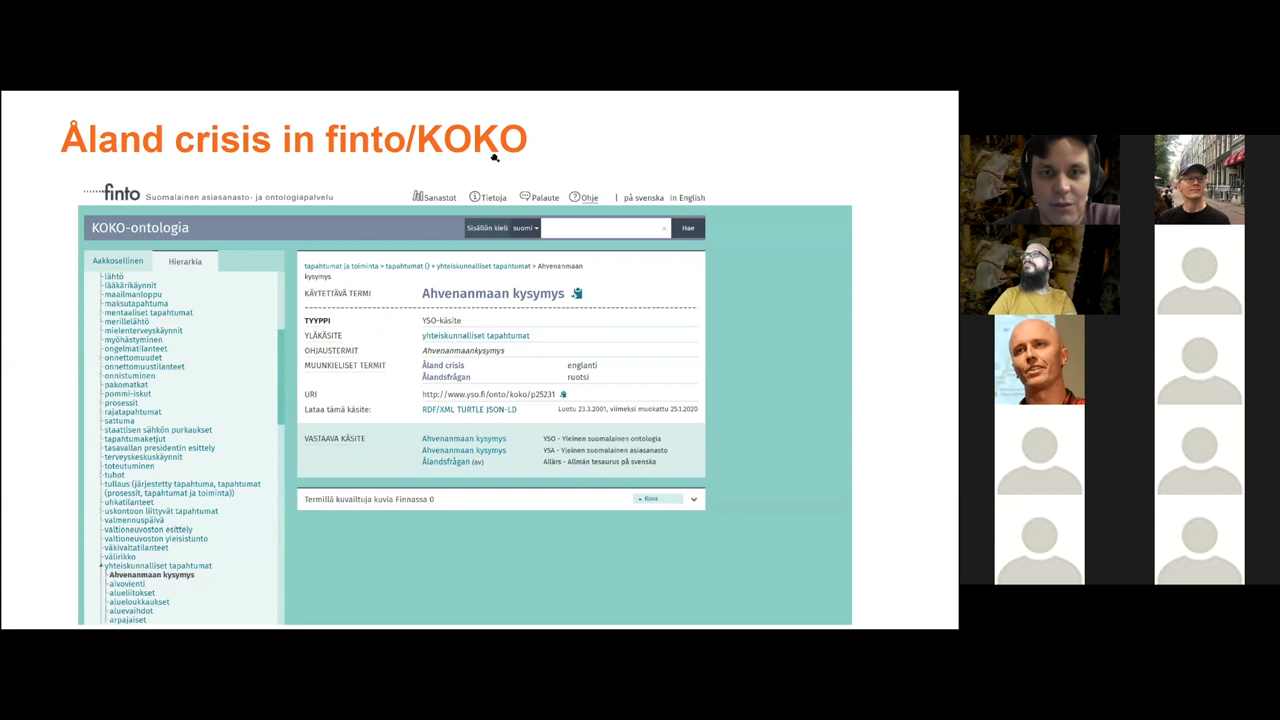 Åland crisis in finto/KOKO
finto Suomalainen asiasanasto- ja ontologiapalvelu
Sanastot Tietoja Palaute Ohje | på svenska in English
KOKO-ontologia
Sisällön kieli suomi × Hae
Aakkosellinen Hierarkia
lähtö
lääkärikäynnit
maailmanloppu
maksutapahtuma
mentaaliset tapahtumat
merillelähtö
mielenterveyskäynnit
myöhästyminen
ongelmatilanteet
onnettomuudet
onnettomuustilanteet
onnistuminen
pakomatkat
pommi-iskut
prosessit
rajatapahtumat
sattuma
staattisen sähkön purkaukset
tapahtumaketjut
tasavallan presidentin esittely
terveyskeskuskäynnit
toteutuminen
tuhot
tullaus (järjestetty tapahtuma, tapahtumat
(prosessit, tapahtumat ja toiminta))
uhkatilanteet
uskontoon liittyvät tapahtumat
valmennuspäivä
valtioneuvoston esittely
valtioneuvoston yleisistunto
väkivaltatilanteet
välirikko
yhteiskunnalliset tapahtumat
Ahvenanmaan kysymys
aivovienti
alueliitokset
alueloukkaukset
aluevaihdot
arpajaiset
tapahtumat ja toiminta > tapahtumat () > yhteiskunnalliset tapahtumat > Ahvenanmaan
kysymys
KÄYTETTÄVÄ TERMI Ahvenanmaan kysymys
TYYPPI YSO-käsite
YLÄKÄSITE yhteiskunnalliset tapahtumat
OHJAUSTERMIT Ahvenanmaankysymys
MUUNKIELISET TERMIT Åland crisis englanti
Ålandsfrågan ruotsi
URI http://www.yso.fi/onto/koko/p25231
Lataa tämä käsite: RDF/XML TURTLE JSON-LD Luotu 23.3.2001, viimeksi muokattu 25.1.2020
VASTAAVA KÄSITE Ahvenanmaan kysymys YSO - Yleinen suomalainen ontologia
Ahvenanmaan kysymys YSA - Yleinen suomalainen asiasanasto
Ålandsfrågan (sv) Allärs - Allmän tesaurus på svenska
Termillä kuvailtuja kuvia Finnassa 0 Kuva